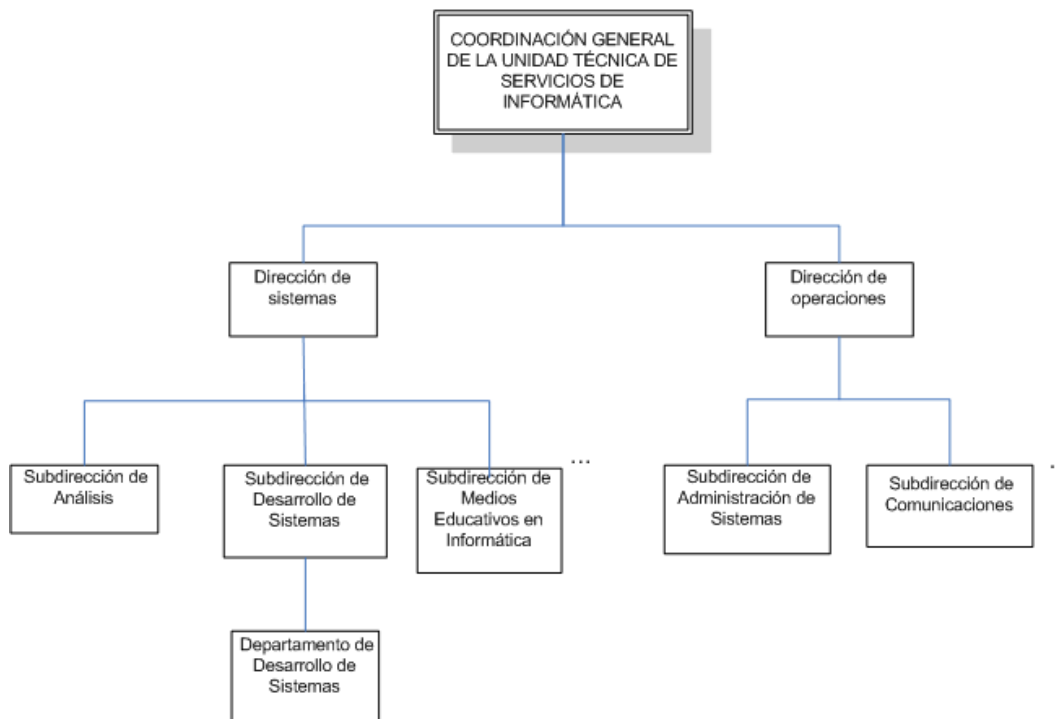 COORDINACIÓN GENERAL
DE LA UNIDAD TÉCNICA DE
SERVICIOS DE
INFORMÁTICA
Dirección de
sistemas
Dirección de
operaciones
Subdirección de
Análisis
Subdirección de
Desarrollo de
Sistemas
Subdirección de
Medios
Educativos en
Informática
...
Subdirección de
Administración de
Sistemas
Subdirección de
Comunicaciones
.
Departamento de
Desarrollo de
Sistemas